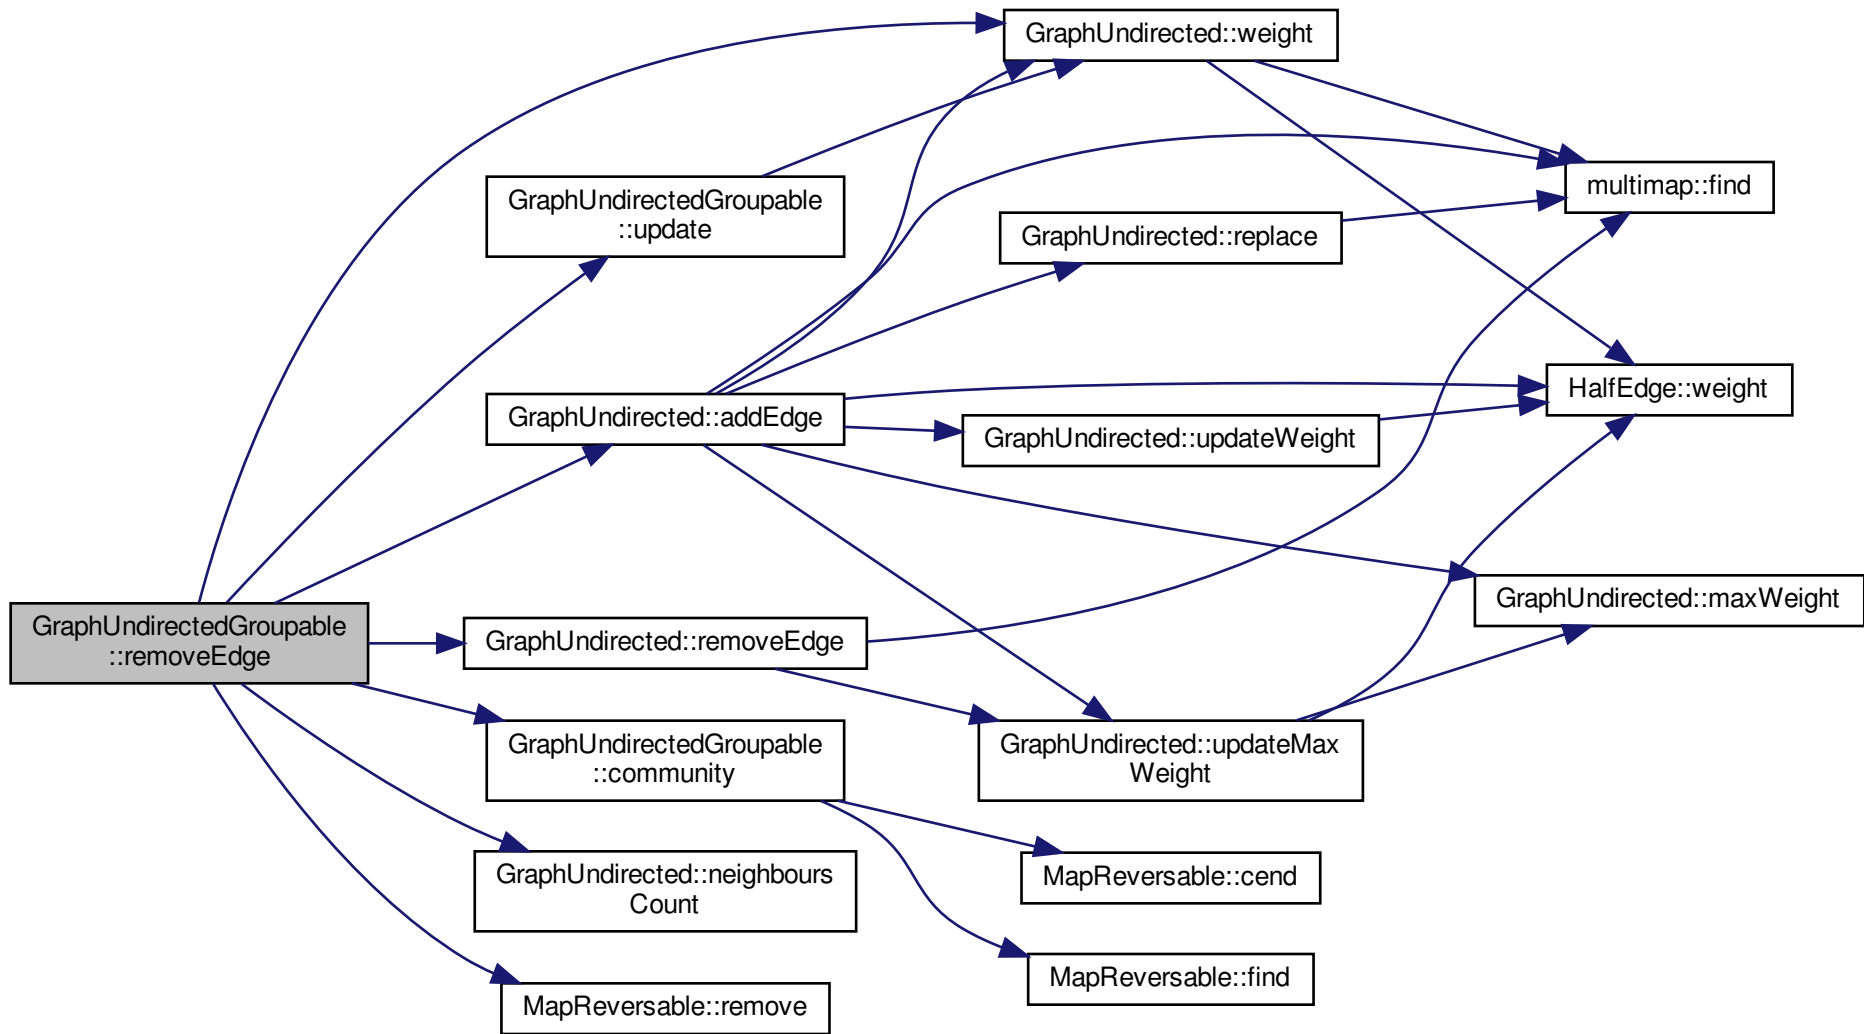 GraphUndirected::weight
GraphUndirectedGroupable
::update
multimap::find
GraphUndirected::replace
HalfEdge::weight
GraphUndirected::addEdge
GraphUndirected::updateWeight
GraphUndirected::maxWeight
GraphUndirectedGroupable
::removeEdge
GraphUndirected::removeEdge
GraphUndirectedGroupable
::community
GraphUndirected::updateMax
Weight
GraphUndirected::neighbours
Count
MapReversable::cend
MapReversable::find
MapReversable::remove